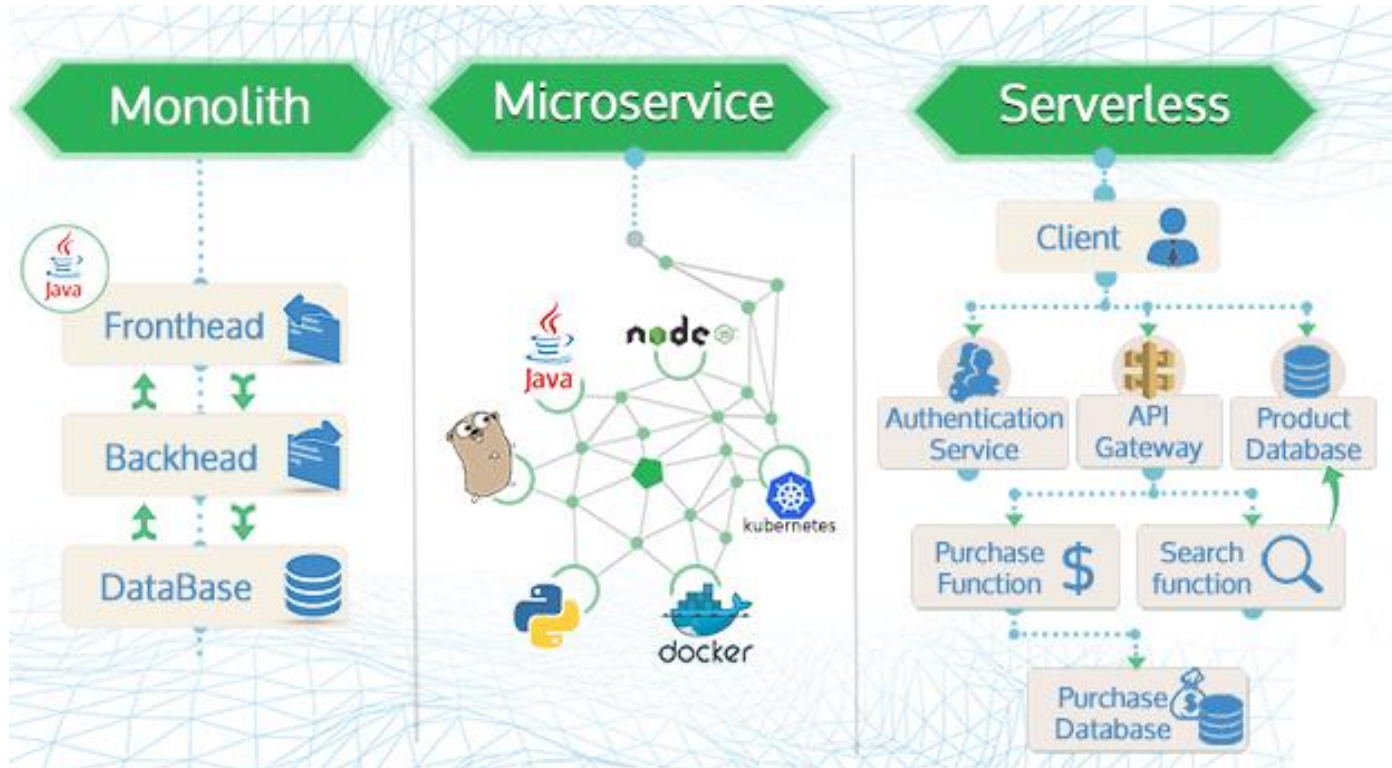 Monolith
Java
Fronthead
Backhead
DataBase
Microservice
node JS
Java
kubernetes
docker
Serverless
Client
Authentication
Service
API
Gateway
Product
Database
Purchase
Function
$
Search
function
Purchase
Database
$